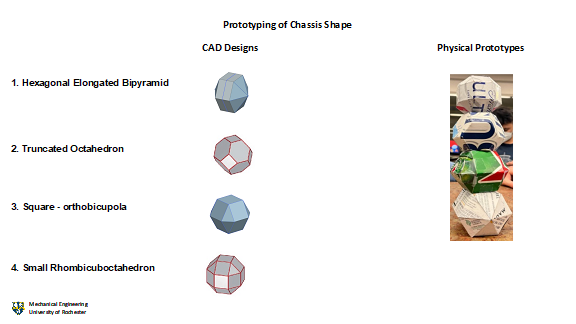 Prototyping of Chassis Shape
CAD Designs
Physical Prototypes
1. Hexagonal Elongated Bipyramid
2. Truncated Octahedron
3. Square - orthobicupola
4. Small Rhombicuboctahedron
Mechanical Engineering
University of Rochester